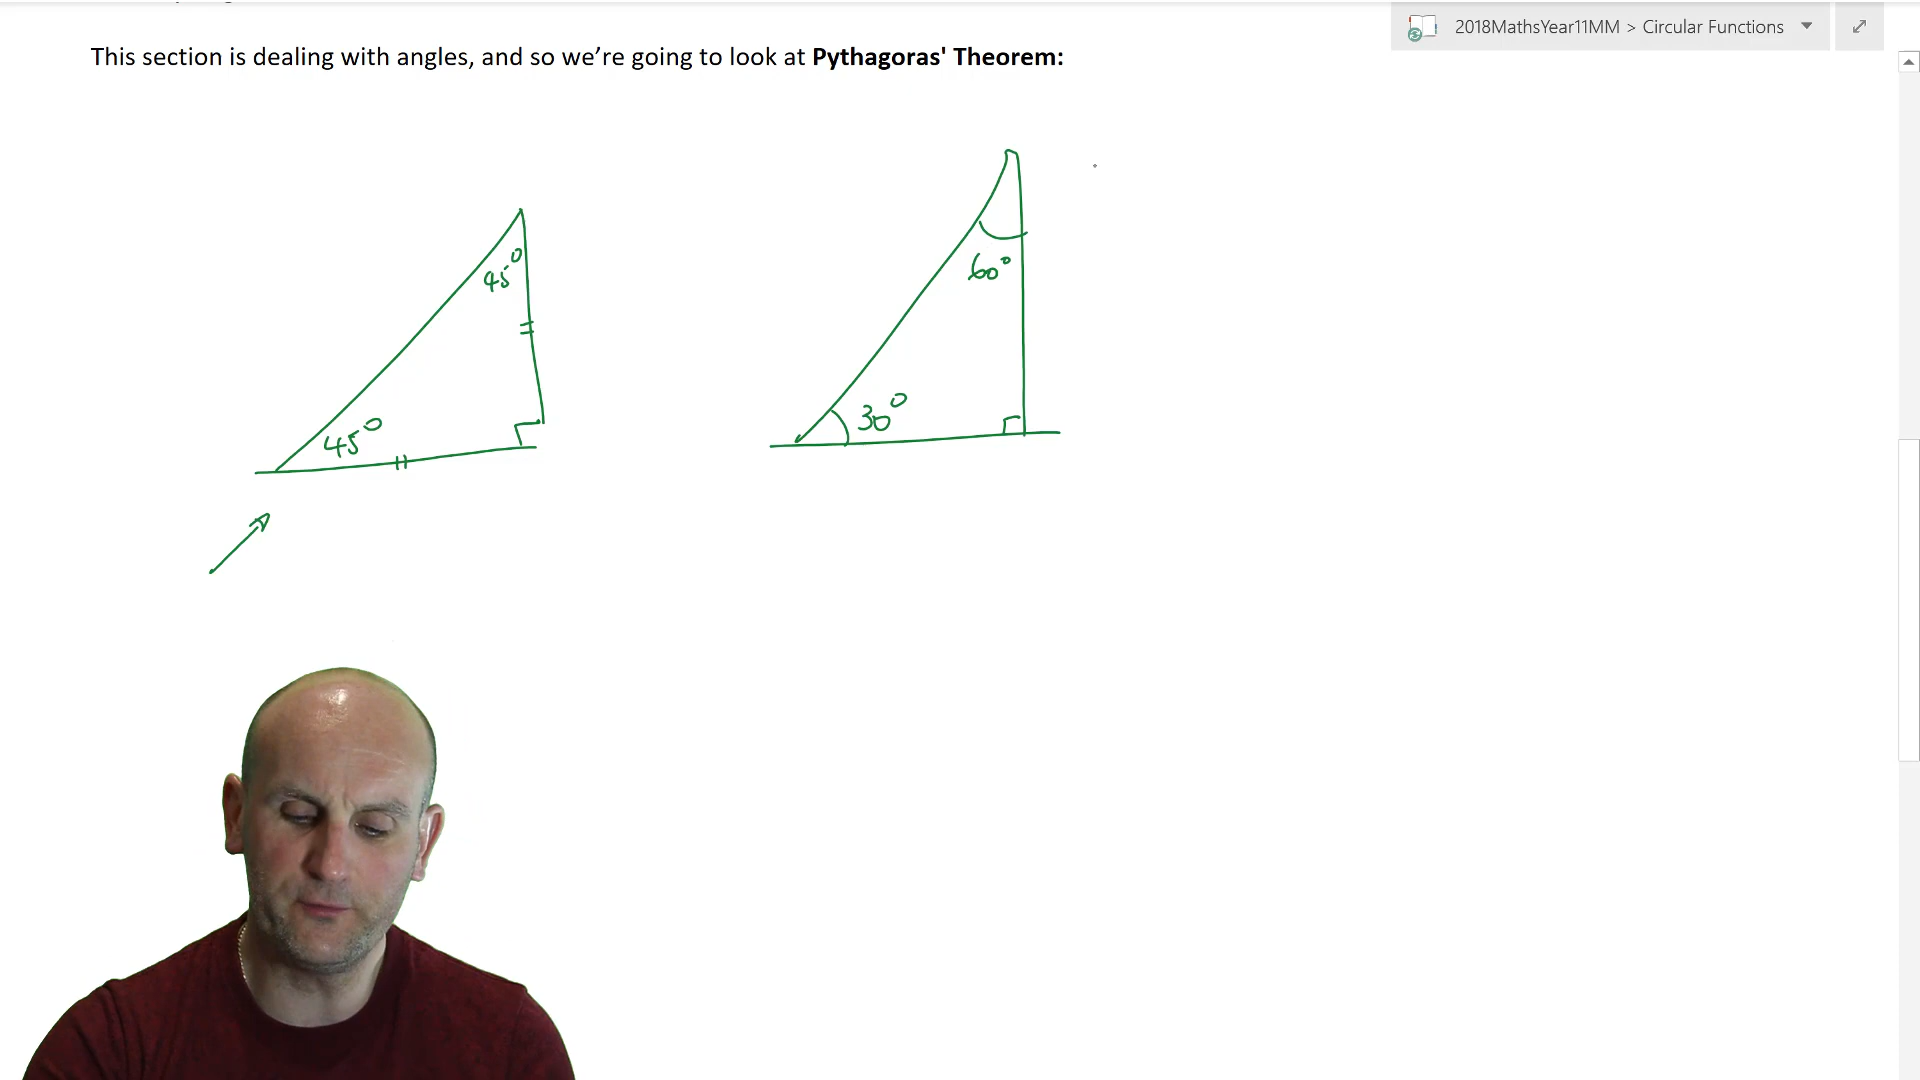 2018MathsYear11MM > Circular Functions
This section is dealing with angles, and so we’re going to look at Pythagoras' Theorem:
45°
60°
30°
45°